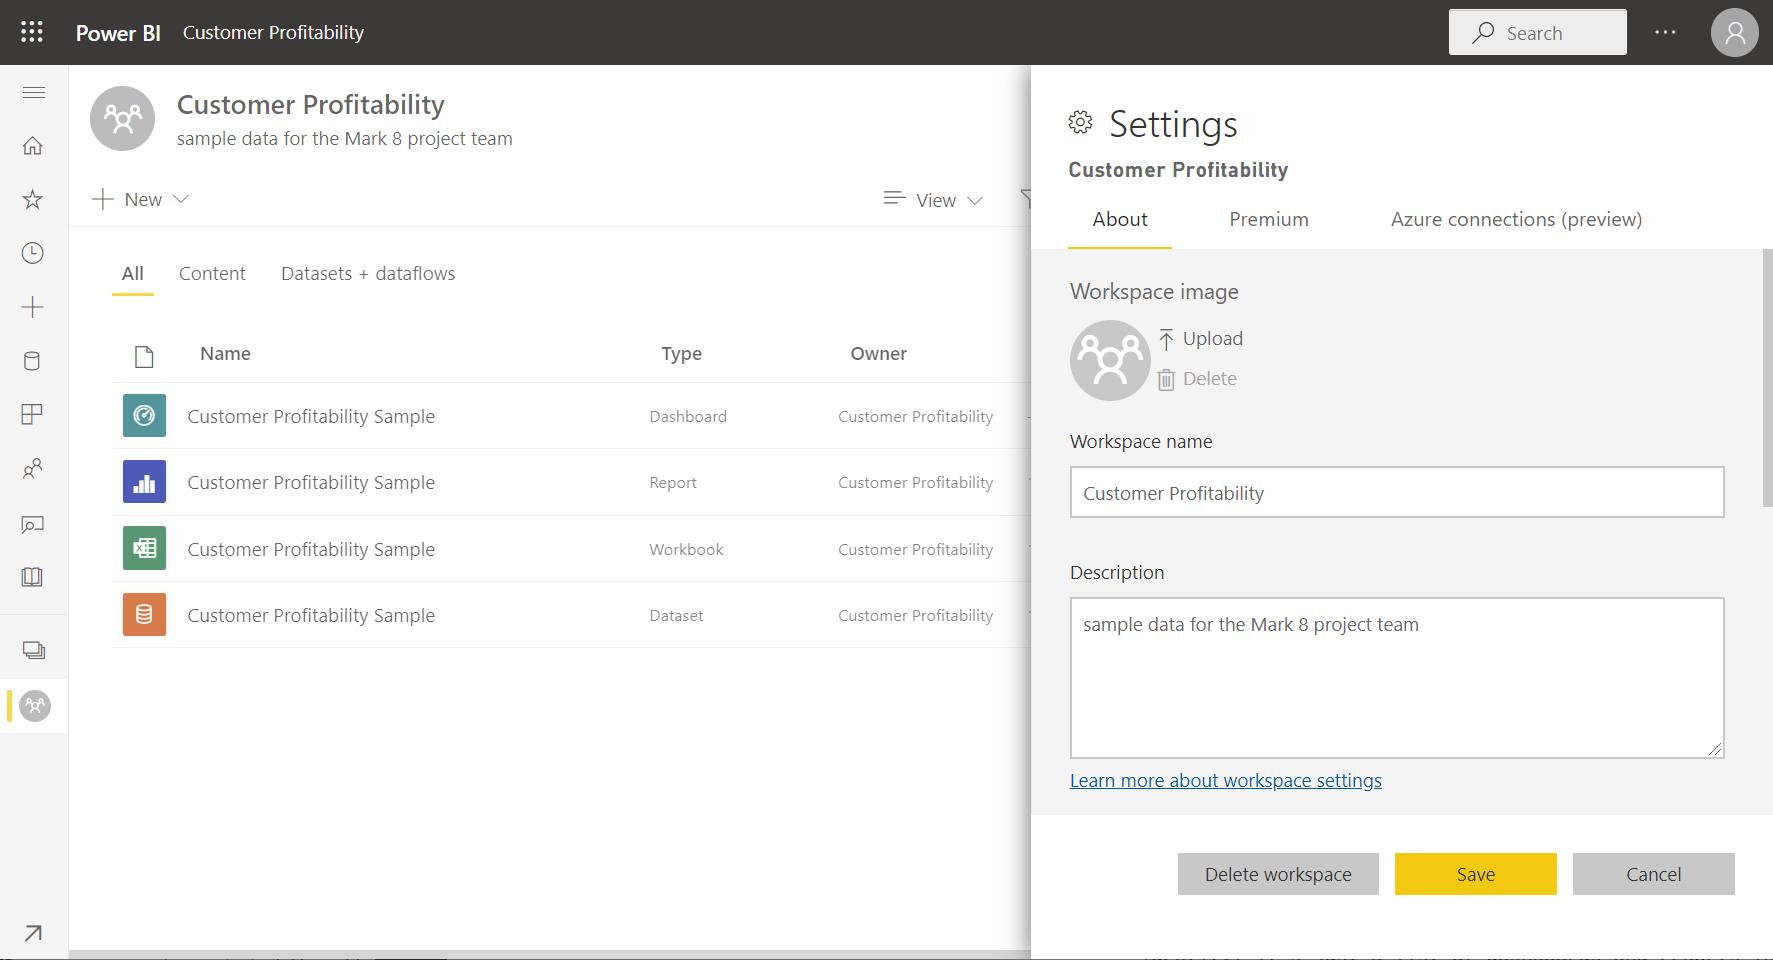 Power BI Customer Profitability
Search
Customer Profitability
sample data for the Mark 8 project team
New
View
All Content Datasets + dataflows
Name Type Owner
Customer Profitability Sample Dashboard Customer Profitability
Customer Profitability Sample Report Customer Profitability
Customer Profitability Sample Workbook Customer Profitability
Customer Profitability Sample Dataset Customer Profitability
Settings
Customer Profitability
About Premium Azure connections (preview)
Workspace image
Upload
Delete
Workspace name
Customer Profitability
Description
sample data for the Mark 8 project team
Learn more about workspace settings
Delete workspace Save Cancel